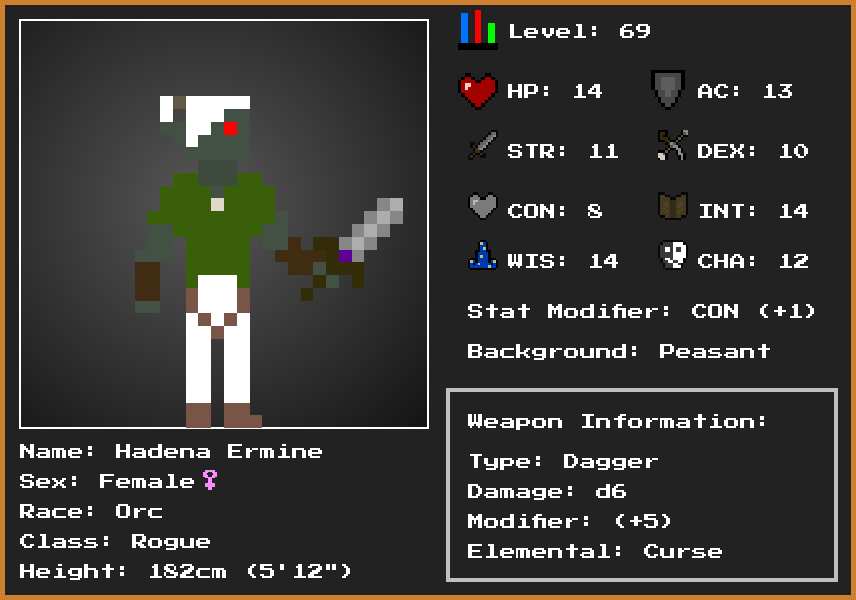 Level: 69
HP: 14 AC: 13
STR: 11 DEX: 10
CON: 8 INT: 14
WIS: 14 CHA: 12
Stat Modifier: CON (+1)
Background: Peasant
Weapon Information:
Type: Dagger
Damage: d6
Modifier: (+5)
Elemental: Curse
Name: Hadena Ermine
Sex: Female♀
Race: Orc
Class: Rogue
Height: 182cm (5'12")